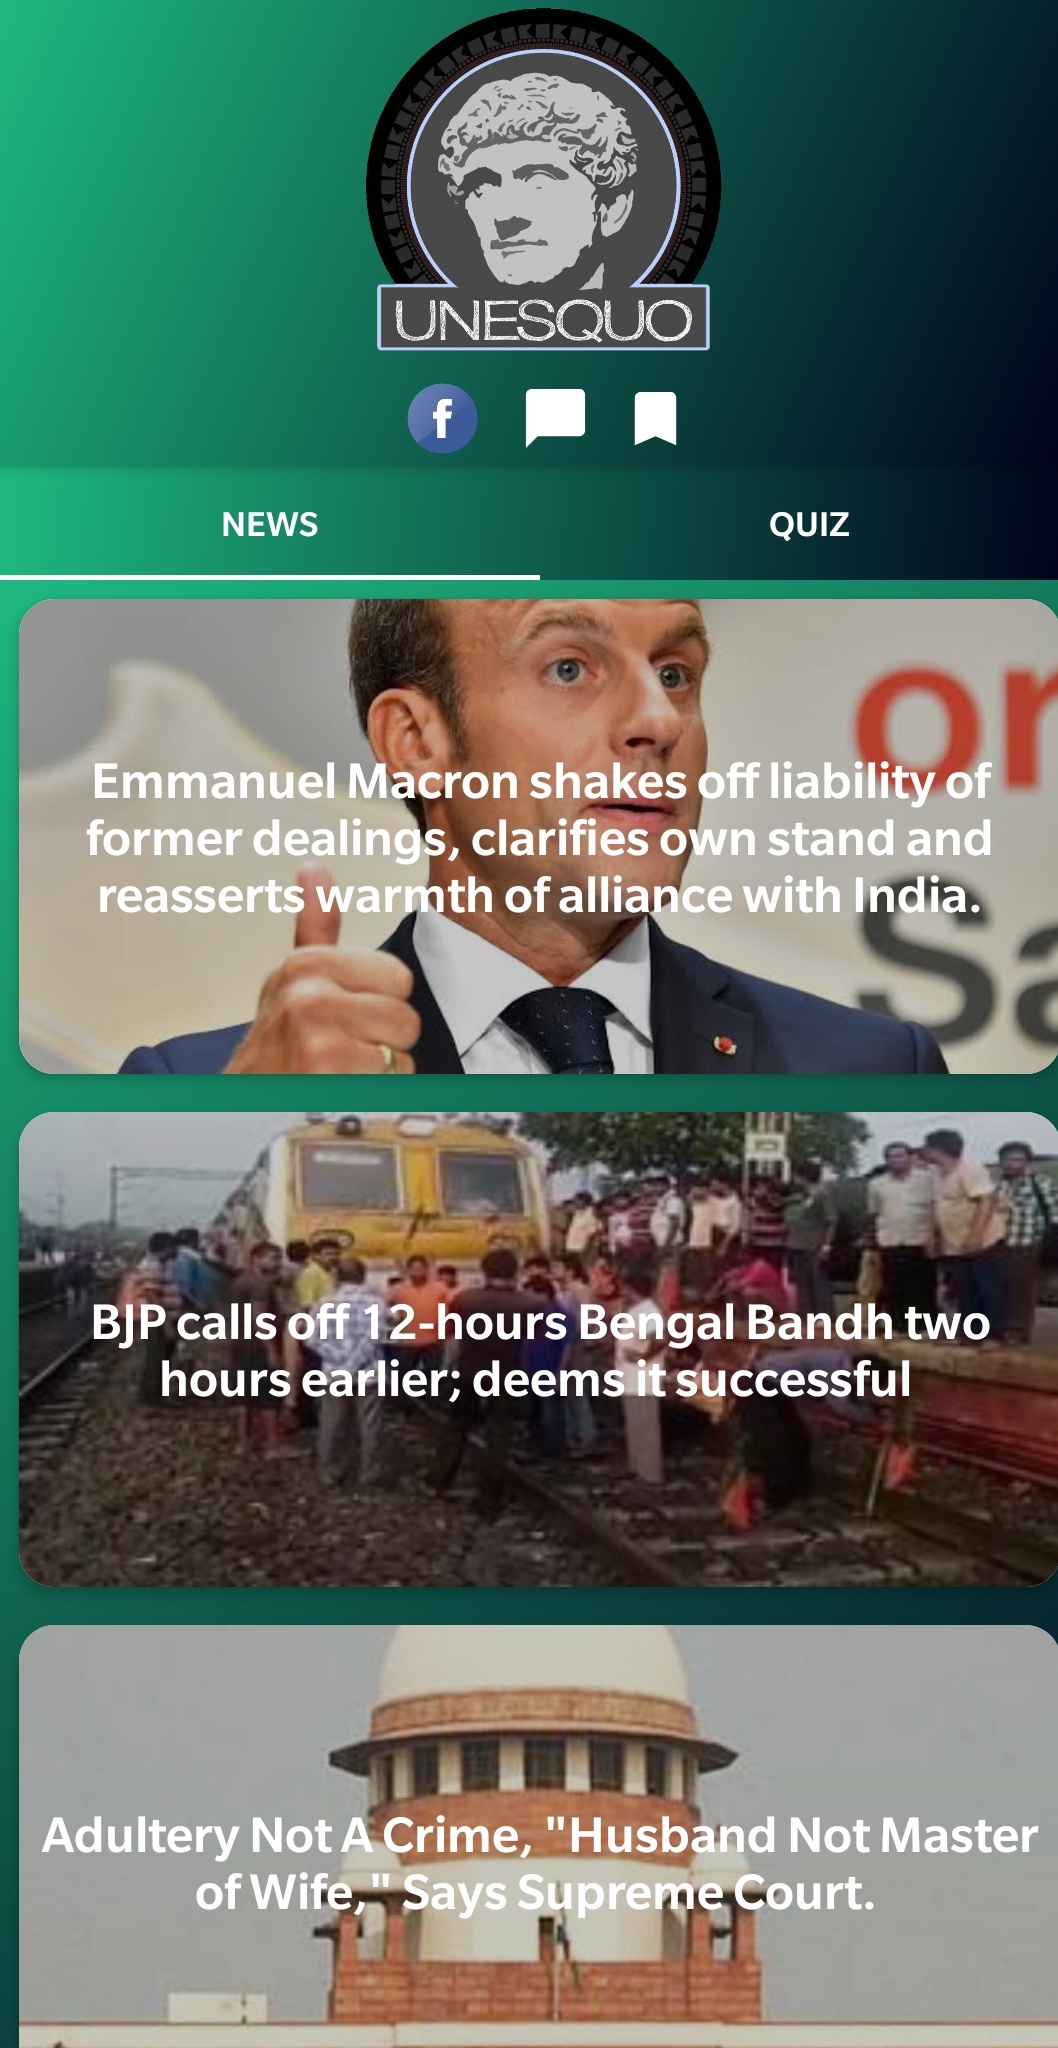 UNESQUO
f
NEWS
QUIZ
or
Emmanuel Macron shakes off liability of
former dealings, clarifies own stand and
reasserts warmth of alliance with India.
Sa
BJP calls off 12-hours Bengal Bandh two
hours earlier; deems it successful
Adultery Not A Crime, "Husband Not Master
of Wife," Says Supreme Court.